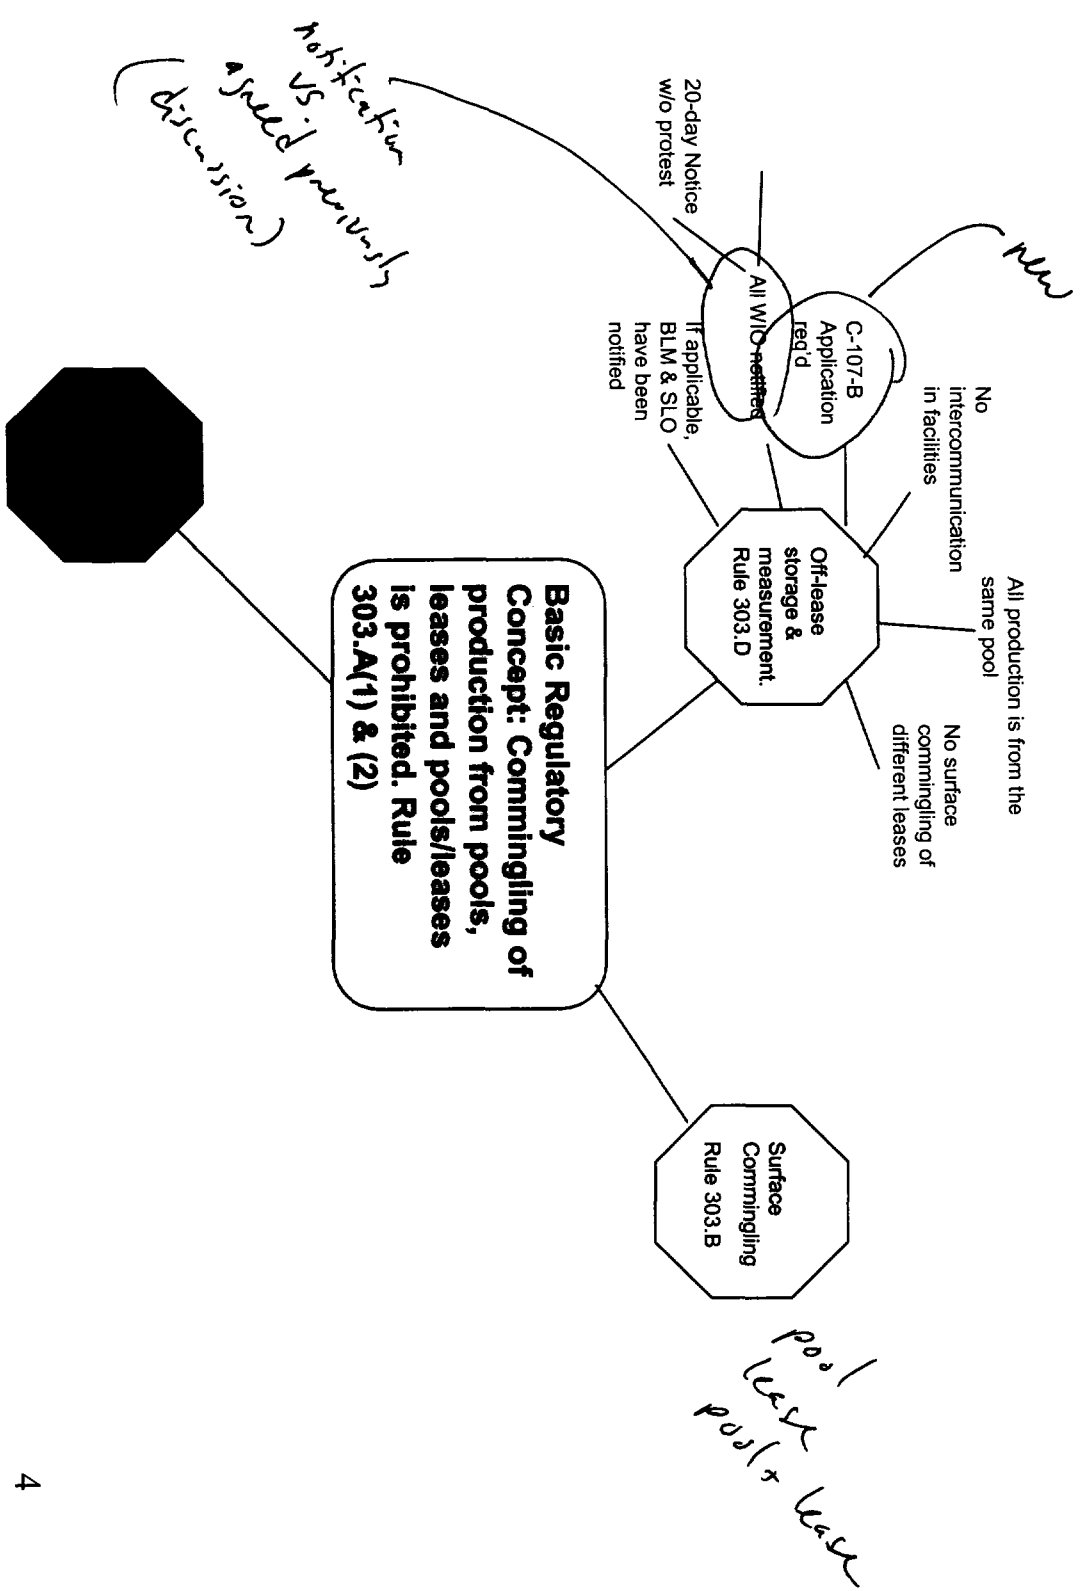 new
C-107-B
Application
req'd
No
intercommunication
in facilities
All production is from the
same pool
No surface
commingling of
different leases
20-day Notice
w/o protest
All WIO notified
If applicable,
BLM & SLO
have been
notified
Off-lease
storage &
measurement.
Rule 303.D
notification
vs.
agreed previously
(discussion)
Basic Regulatory
Concept: Commingling of
production from pools,
leases and pools/leases
is prohibited. Rule
303.A(1) & (2)
Surface
Commingling
Rule 303.B
pool
lease
pool + lease
4